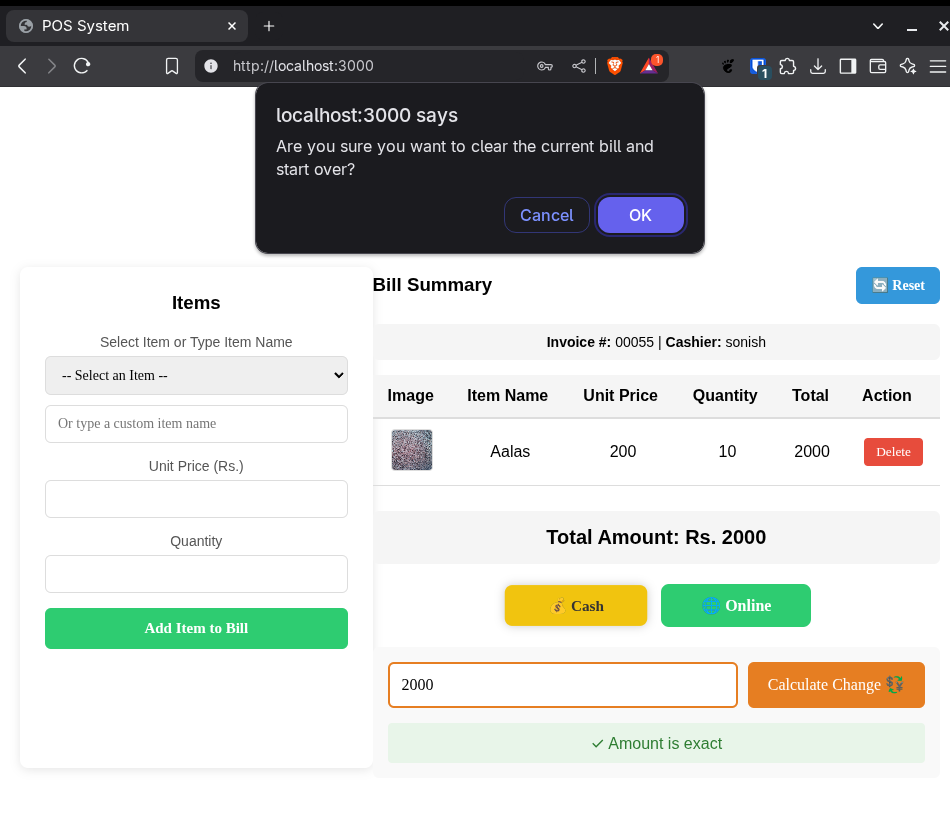 POS System
http://localhost:3000
1
1
localhost:3000 says
Are you sure you want to clear the current bill and
start over?
Cancel
OK
Items
Select Item or Type Item Name
-- Select an Item --
Or type a custom item name
Unit Price (Rs.)
Quantity
Add Item to Bill
Bill Summary
🔄 Reset
Invoice #: 00055 | Cashier: sonish
Image Item Name Unit Price Quantity Total Action
Aalas 200 10 2000 Delete
Total Amount: Rs. 2000
💰 Cash
🌐 Online
2000
Calculate Change 💱
✓ Amount is exact